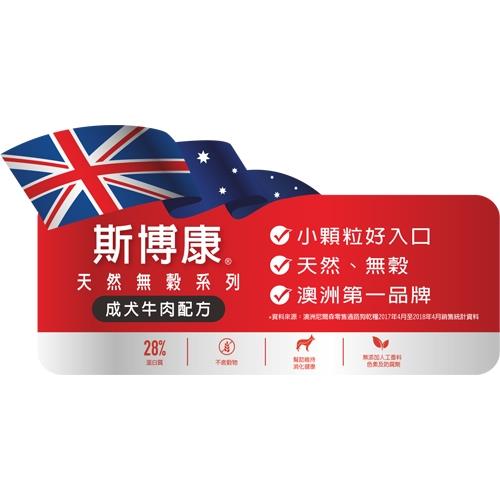 斯博康®
天然無穀系列
成犬牛肉配方
小顆粒好入口
天然、無穀
澳洲第一品牌
*資料來源:澳洲尼爾森零售通路狗乾糧2017年4月至2018年4月銷售統計資料
28%
蛋白質
不含穀物
幫助維持
消化健康
無添加人工香料
色素及防腐劑